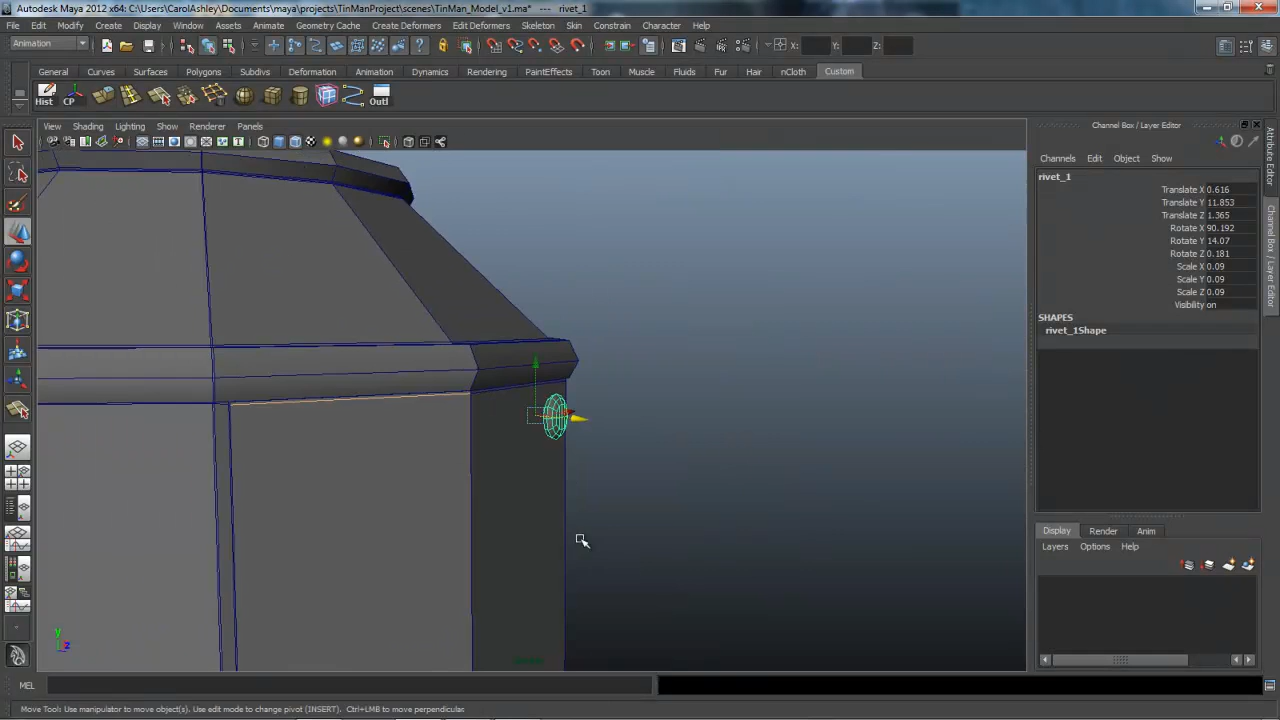 Autodesk Maya 2012 x64: C:\Users\CarolAshley\Documents\maya\projects\TinManProject\scenes\TinMan_Model_v1.ma* --- rivet_1
File Edit Modify Create Display Window Assets Animate Geometry Cache Create Deformers Edit Deformers Skeleton Skin Constrain Character Help
Animation X: Y: Z:
General Curves Surfaces Polygons Subdivs Deformation Animation Dynamics Rendering PaintEffects Toon Muscle Fluids Fur Hair nCloth Custom
Hist CP Outl
View Shading Lighting Show Renderer Panels
Channel Box / Layer Editor
Channels Edit Object Show
rivet_1
Translate X 0.616
Translate Y 11.853
Translate Z 1.365
Rotate X 90.192
Rotate Y 14.07
Rotate Z 0.181
Scale X 0.09
Scale Y 0.09
Scale Z 0.09
Visibility on
SHAPES
rivet_1Shape
Attribute Editor
Channel Box / Layer Editor
Display Render Anim
Layers Options Help
y
z
MEL
Move Tool: Use manipulator to move object(s). Use edit mode to change pivot (INSERT). Ctrl+LMB to move perpendicular.